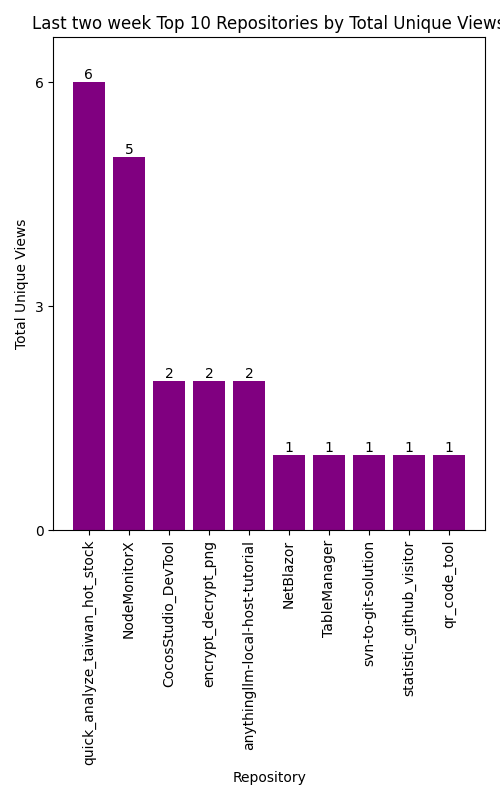 Last two week Top 10 Repositories by Total Unique Views
6
5
2
2
2
1
1
1
1
1
6
3
0
Total Unique Views
quick_analyze_taiwan_hot_stock
NodeMonitorX
CocosStudio_DevTool
encrypt_decrypt_png
anythingllm-local-host-tutorial
NetBlazor
TableManager
svn-to-git-solution
statistic_github_visitor
qr_code_tool
Repository